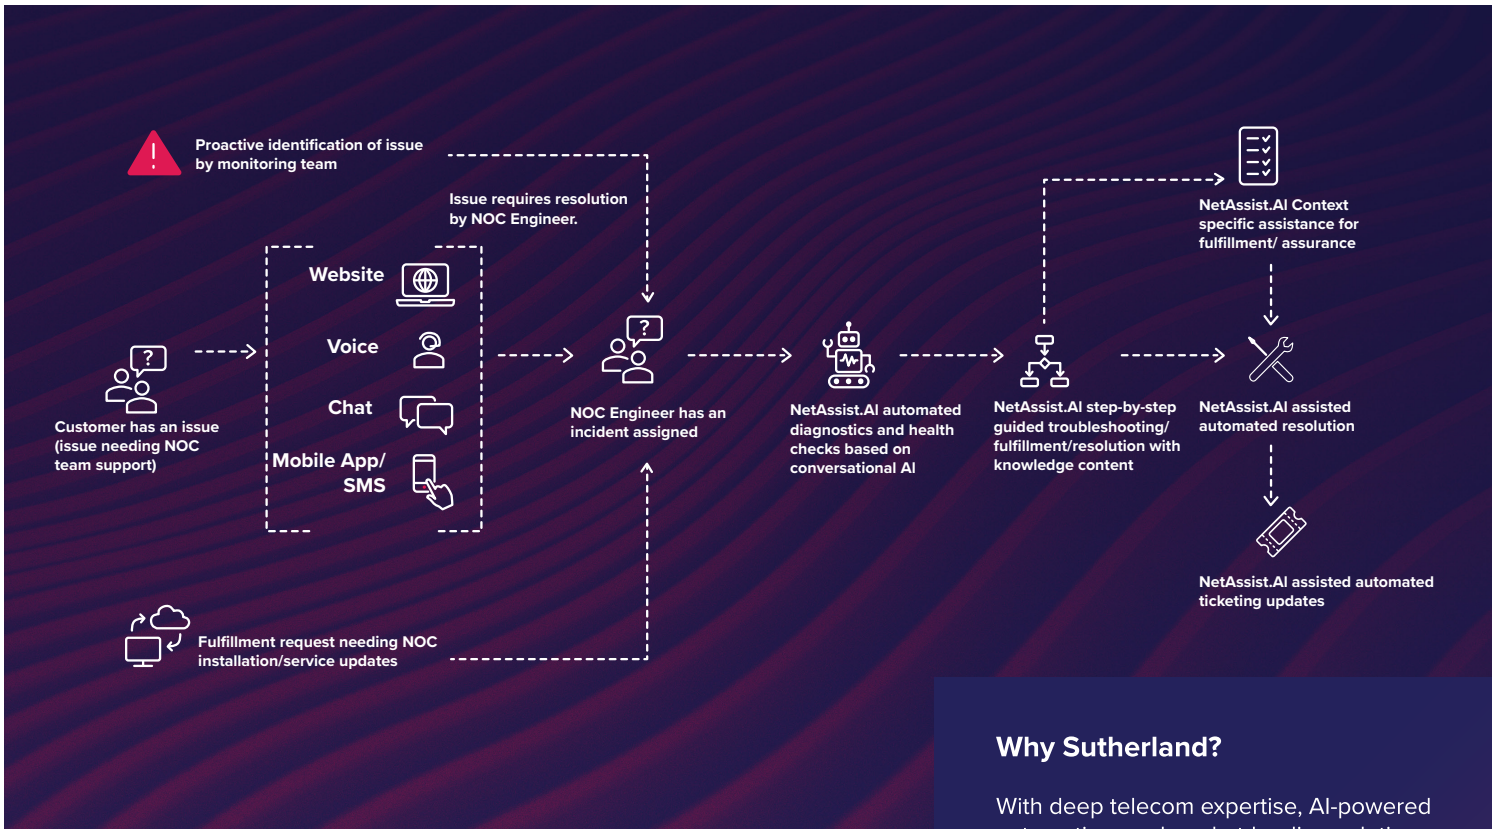 Proactive identification of issue
by monitoring team
Issue requires resolution
by NOC Engineer.
Website
Voice
Chat
Mobile App/
SMS
?
Customer has an issue
(issue needing NOC
team support)
?
NOC Engineer has an
incident assigned
NetAssist.AI automated
diagnostics and health
checks based on
conversational AI
NetAssist.AI step-by-step
guided troubleshooting/
fulfillment/resolution with
knowledge content
NetAssist.AI Context
specific assistance for
fulfillment/ assurance
NetAssist.AI assisted
automated resolution
NetAssist.AI assisted automated
ticketing updates
Fulfillment request needing NOC
installation/service updates
Why Sutherland?
With deep telecom expertise, AI-powered